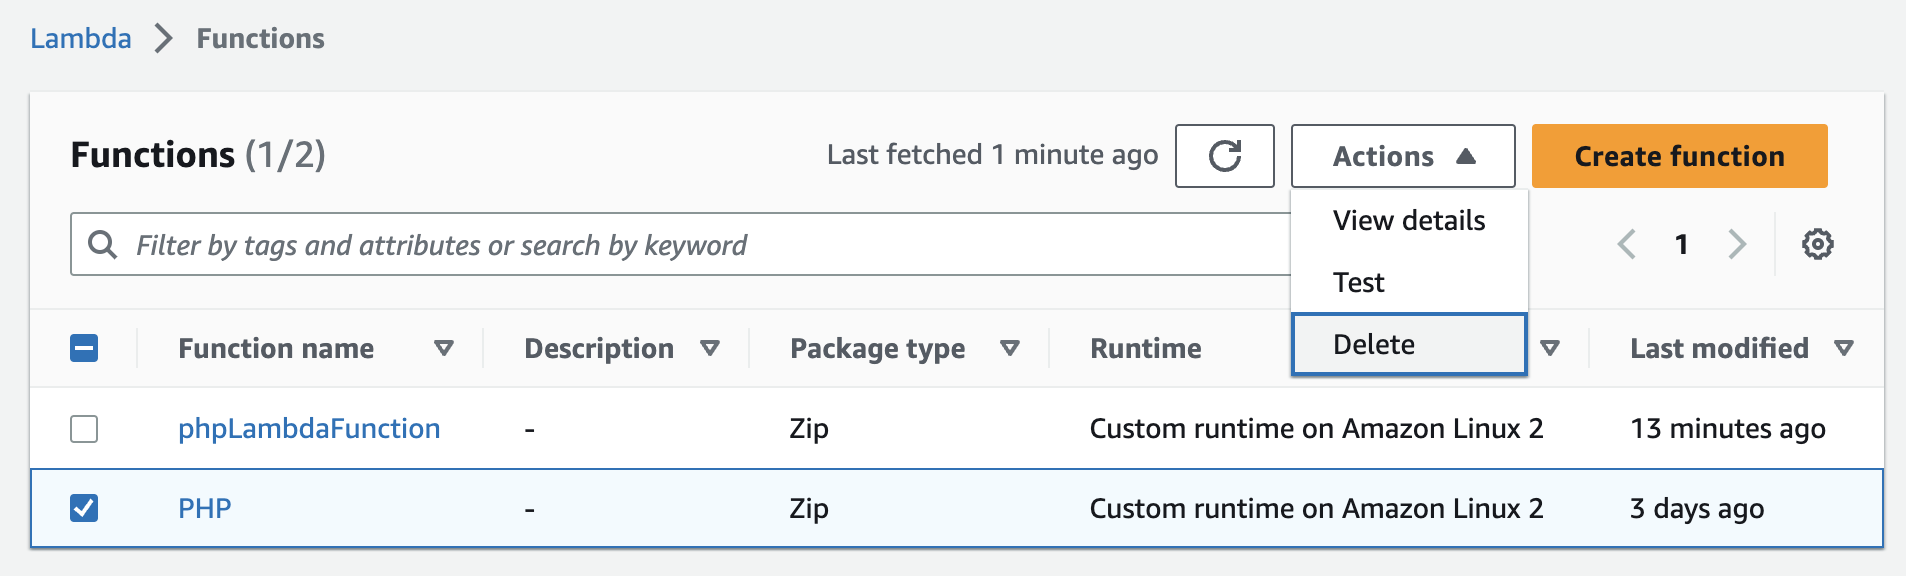 Lambda > Functions
Functions (1/2) Last fetched 1 minute ago Actions Create function
View details
Filter by tags and attributes or search by keyword 1
Test
Delete
Function name Description Package type Runtime Last modified
phpLambdaFunction - Zip Custom runtime on Amazon Linux 2 13 minutes ago
PHP - Zip Custom runtime on Amazon Linux 2 3 days ago